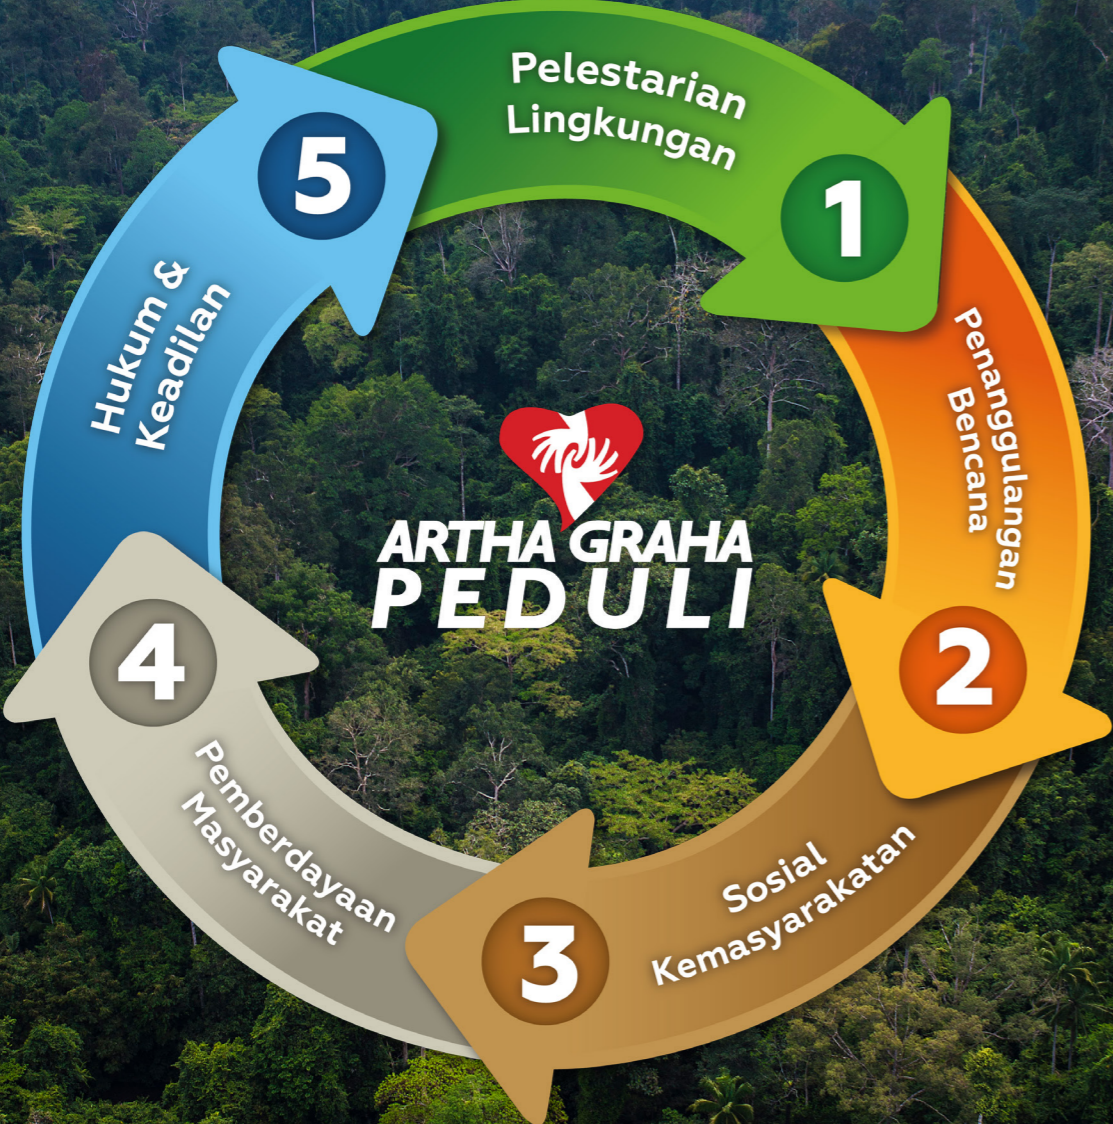 Pelestarian
Lingkungan
1
Penanggulangan
Bencana
2
Sosial
Kemasyarakatan
3
Pemberdayaan
Masyarakat
4
Hukum &
Keadilan
5
ARTHA GRAHA
PEDULI